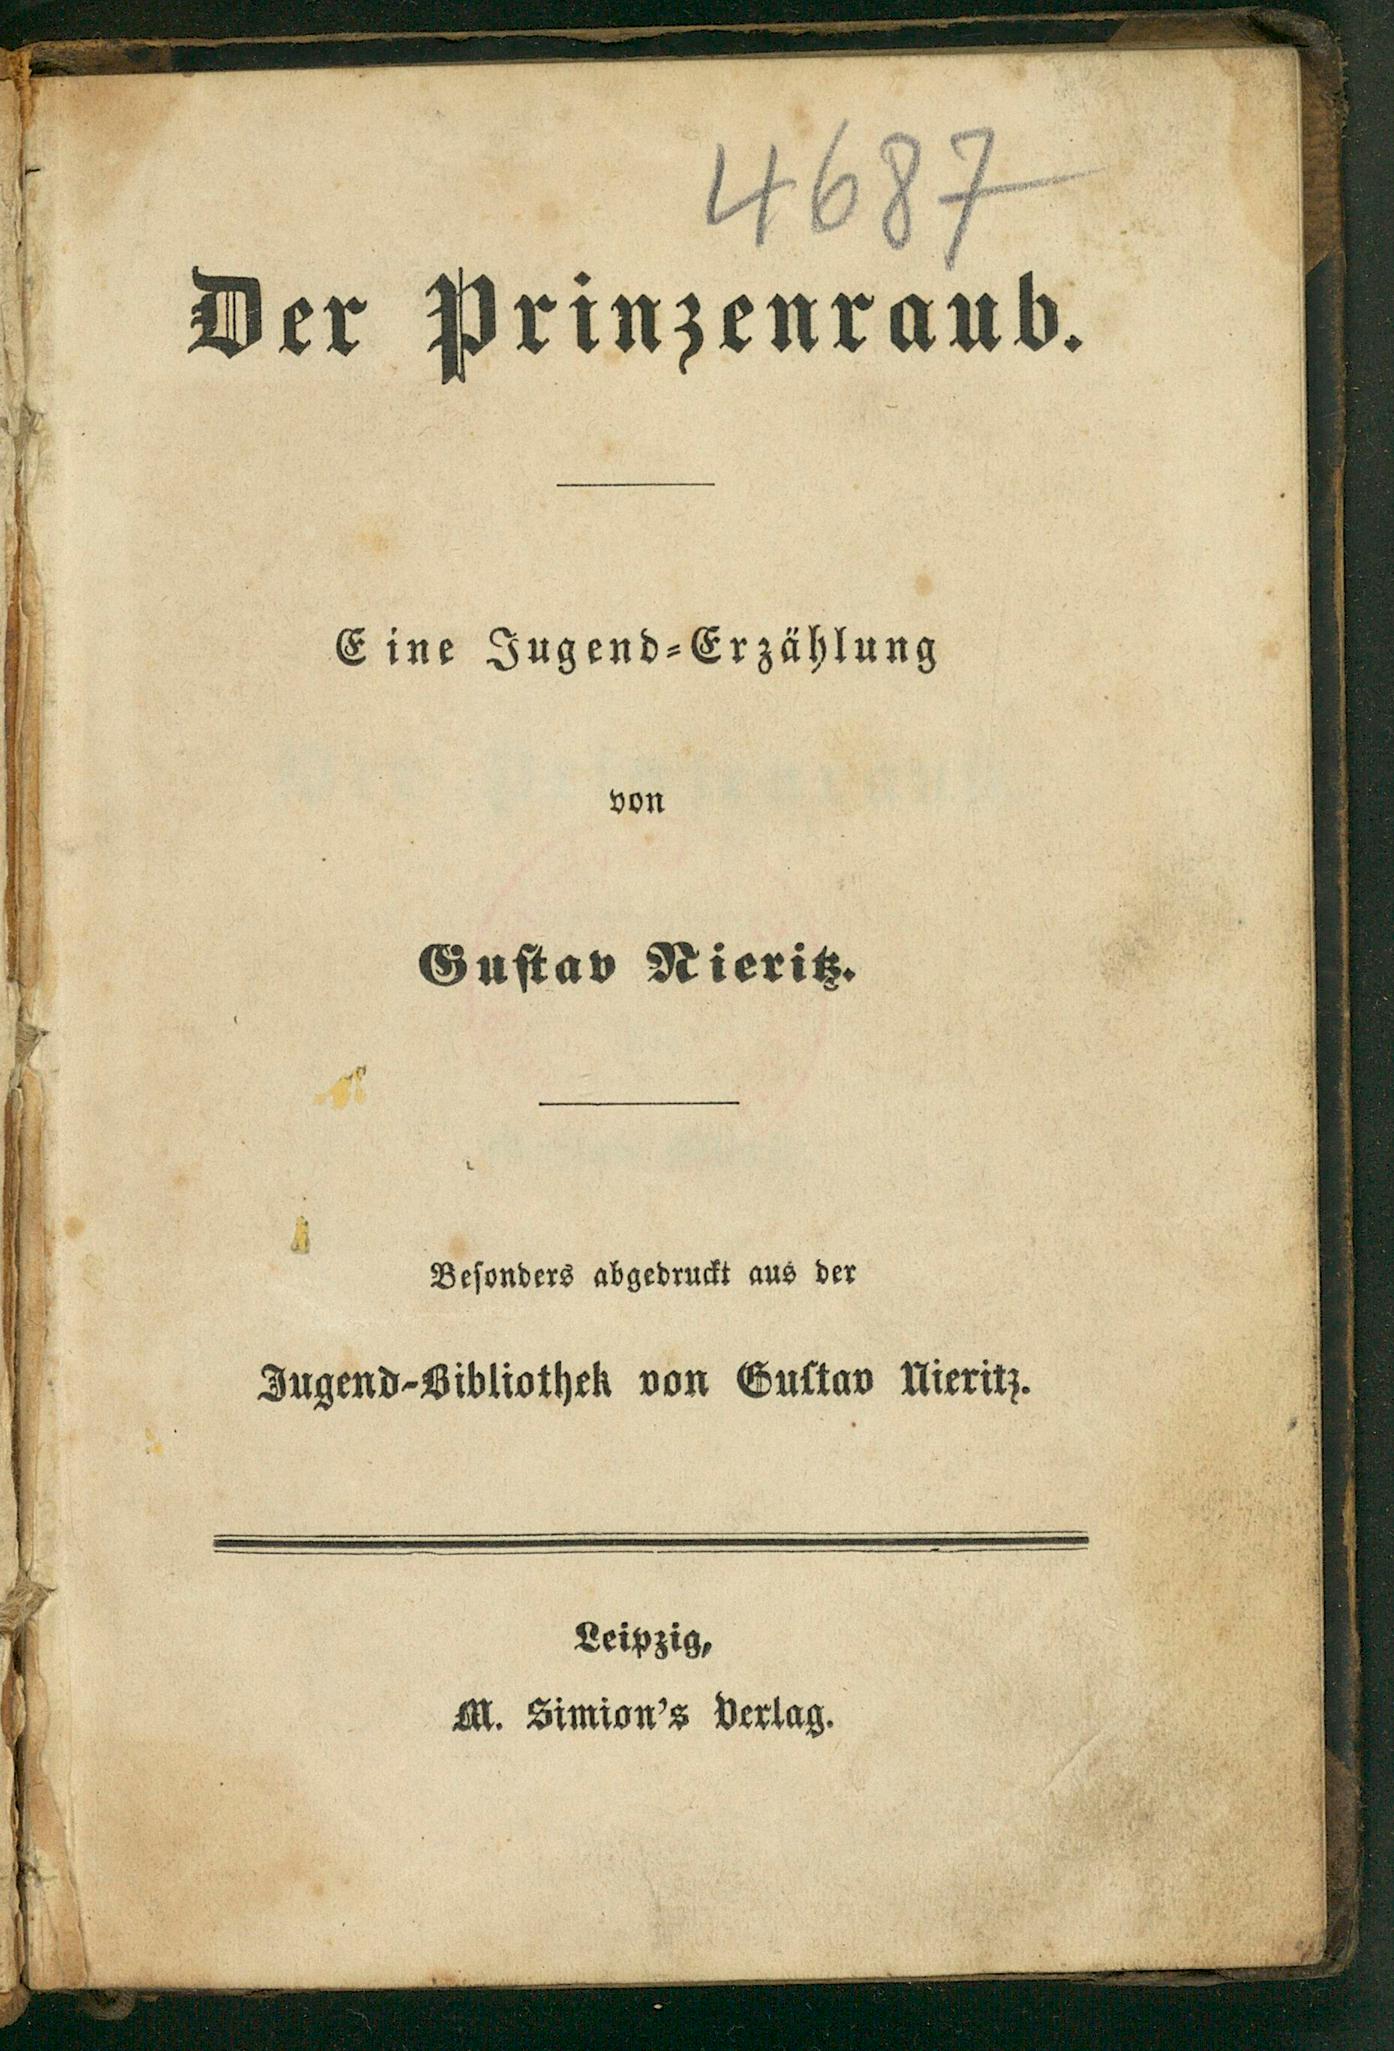 4687
Der Prinzenraub.
Eine Jugend-Erzählung
von
Guſtav Nieritz.
Beſonders abgedruckt aus der
Jugend-Bibliothek von Guſtav Nieritz.
Leipzig,
M. Simion's Verlag.